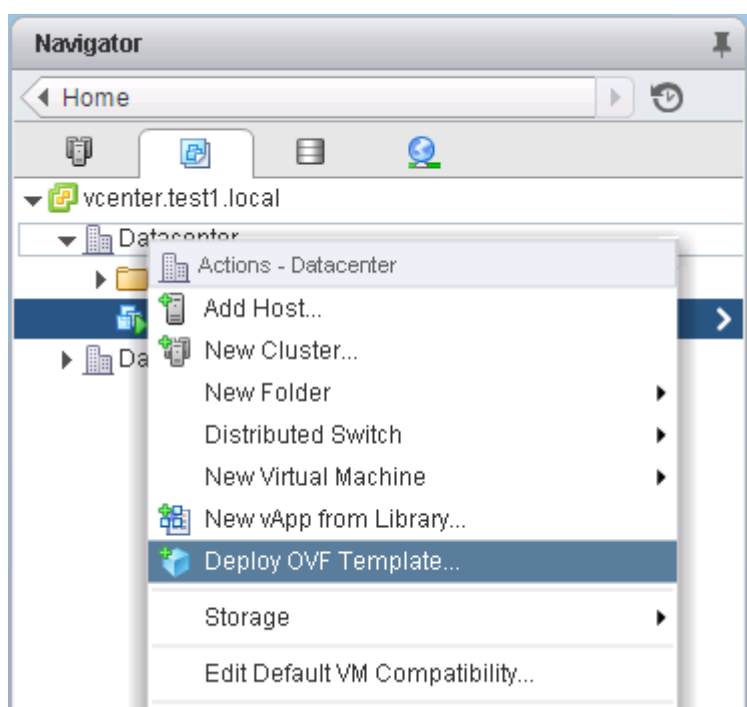 Navigator
Home
vcenter.test1.local
Datacenter
Actions - Datacenter
Add Host...
Da
New Cluster...
New Folder
Distributed Switch
New Virtual Machine
New vApp from Library...
Deploy OVF Template...
Storage
Edit Default VM Compatibility...